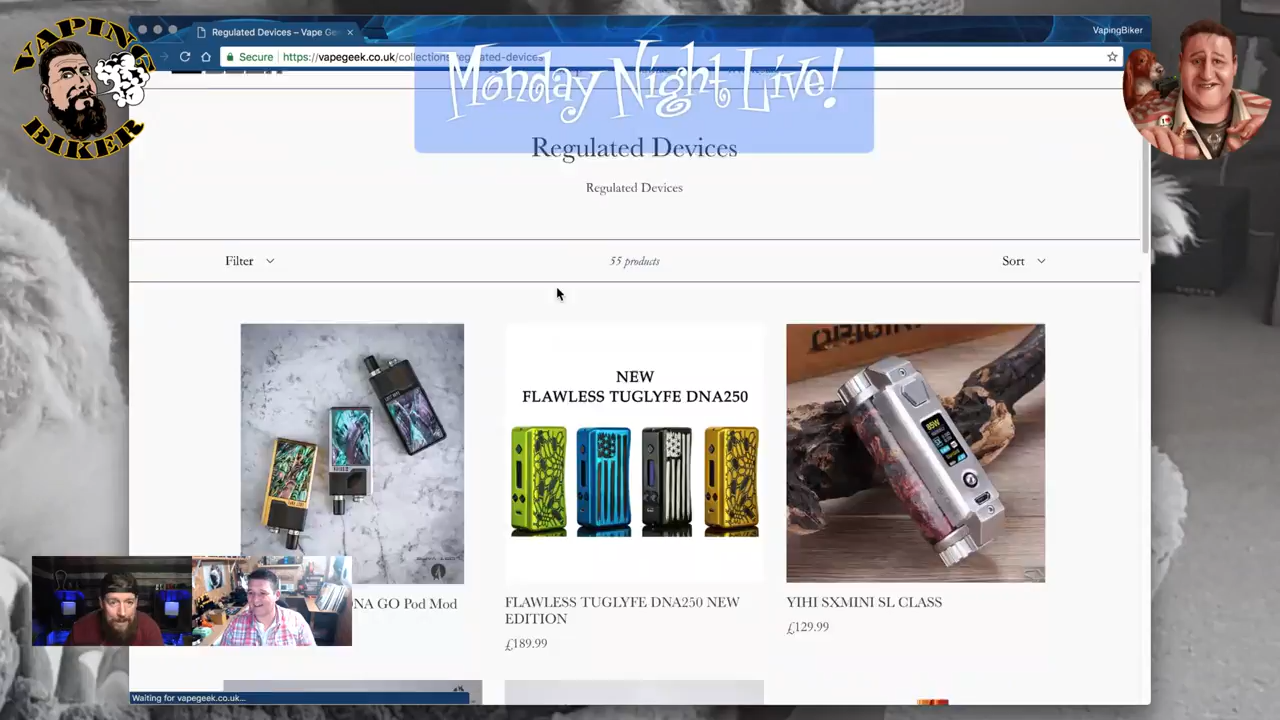 VAPING
BIKER
Regulated Devices – Vape Ge
VapingBiker
Secure
https://vapegeek.co.uk/collections/regulated-devices
Monday Night Live!
Regulated Devices
Regulated Devices
Filter
55 products
Sort
NEW
FLAWLESS TUGLYFE DNA250
ORIGIN
85W
NA GO Pod Mod
FLAWLESS TUGLYFE DNA250 NEW
EDITION
£189.99
YIHI SXMINI SL CLASS
£129.99
Waiting for vapegeek.co.uk...